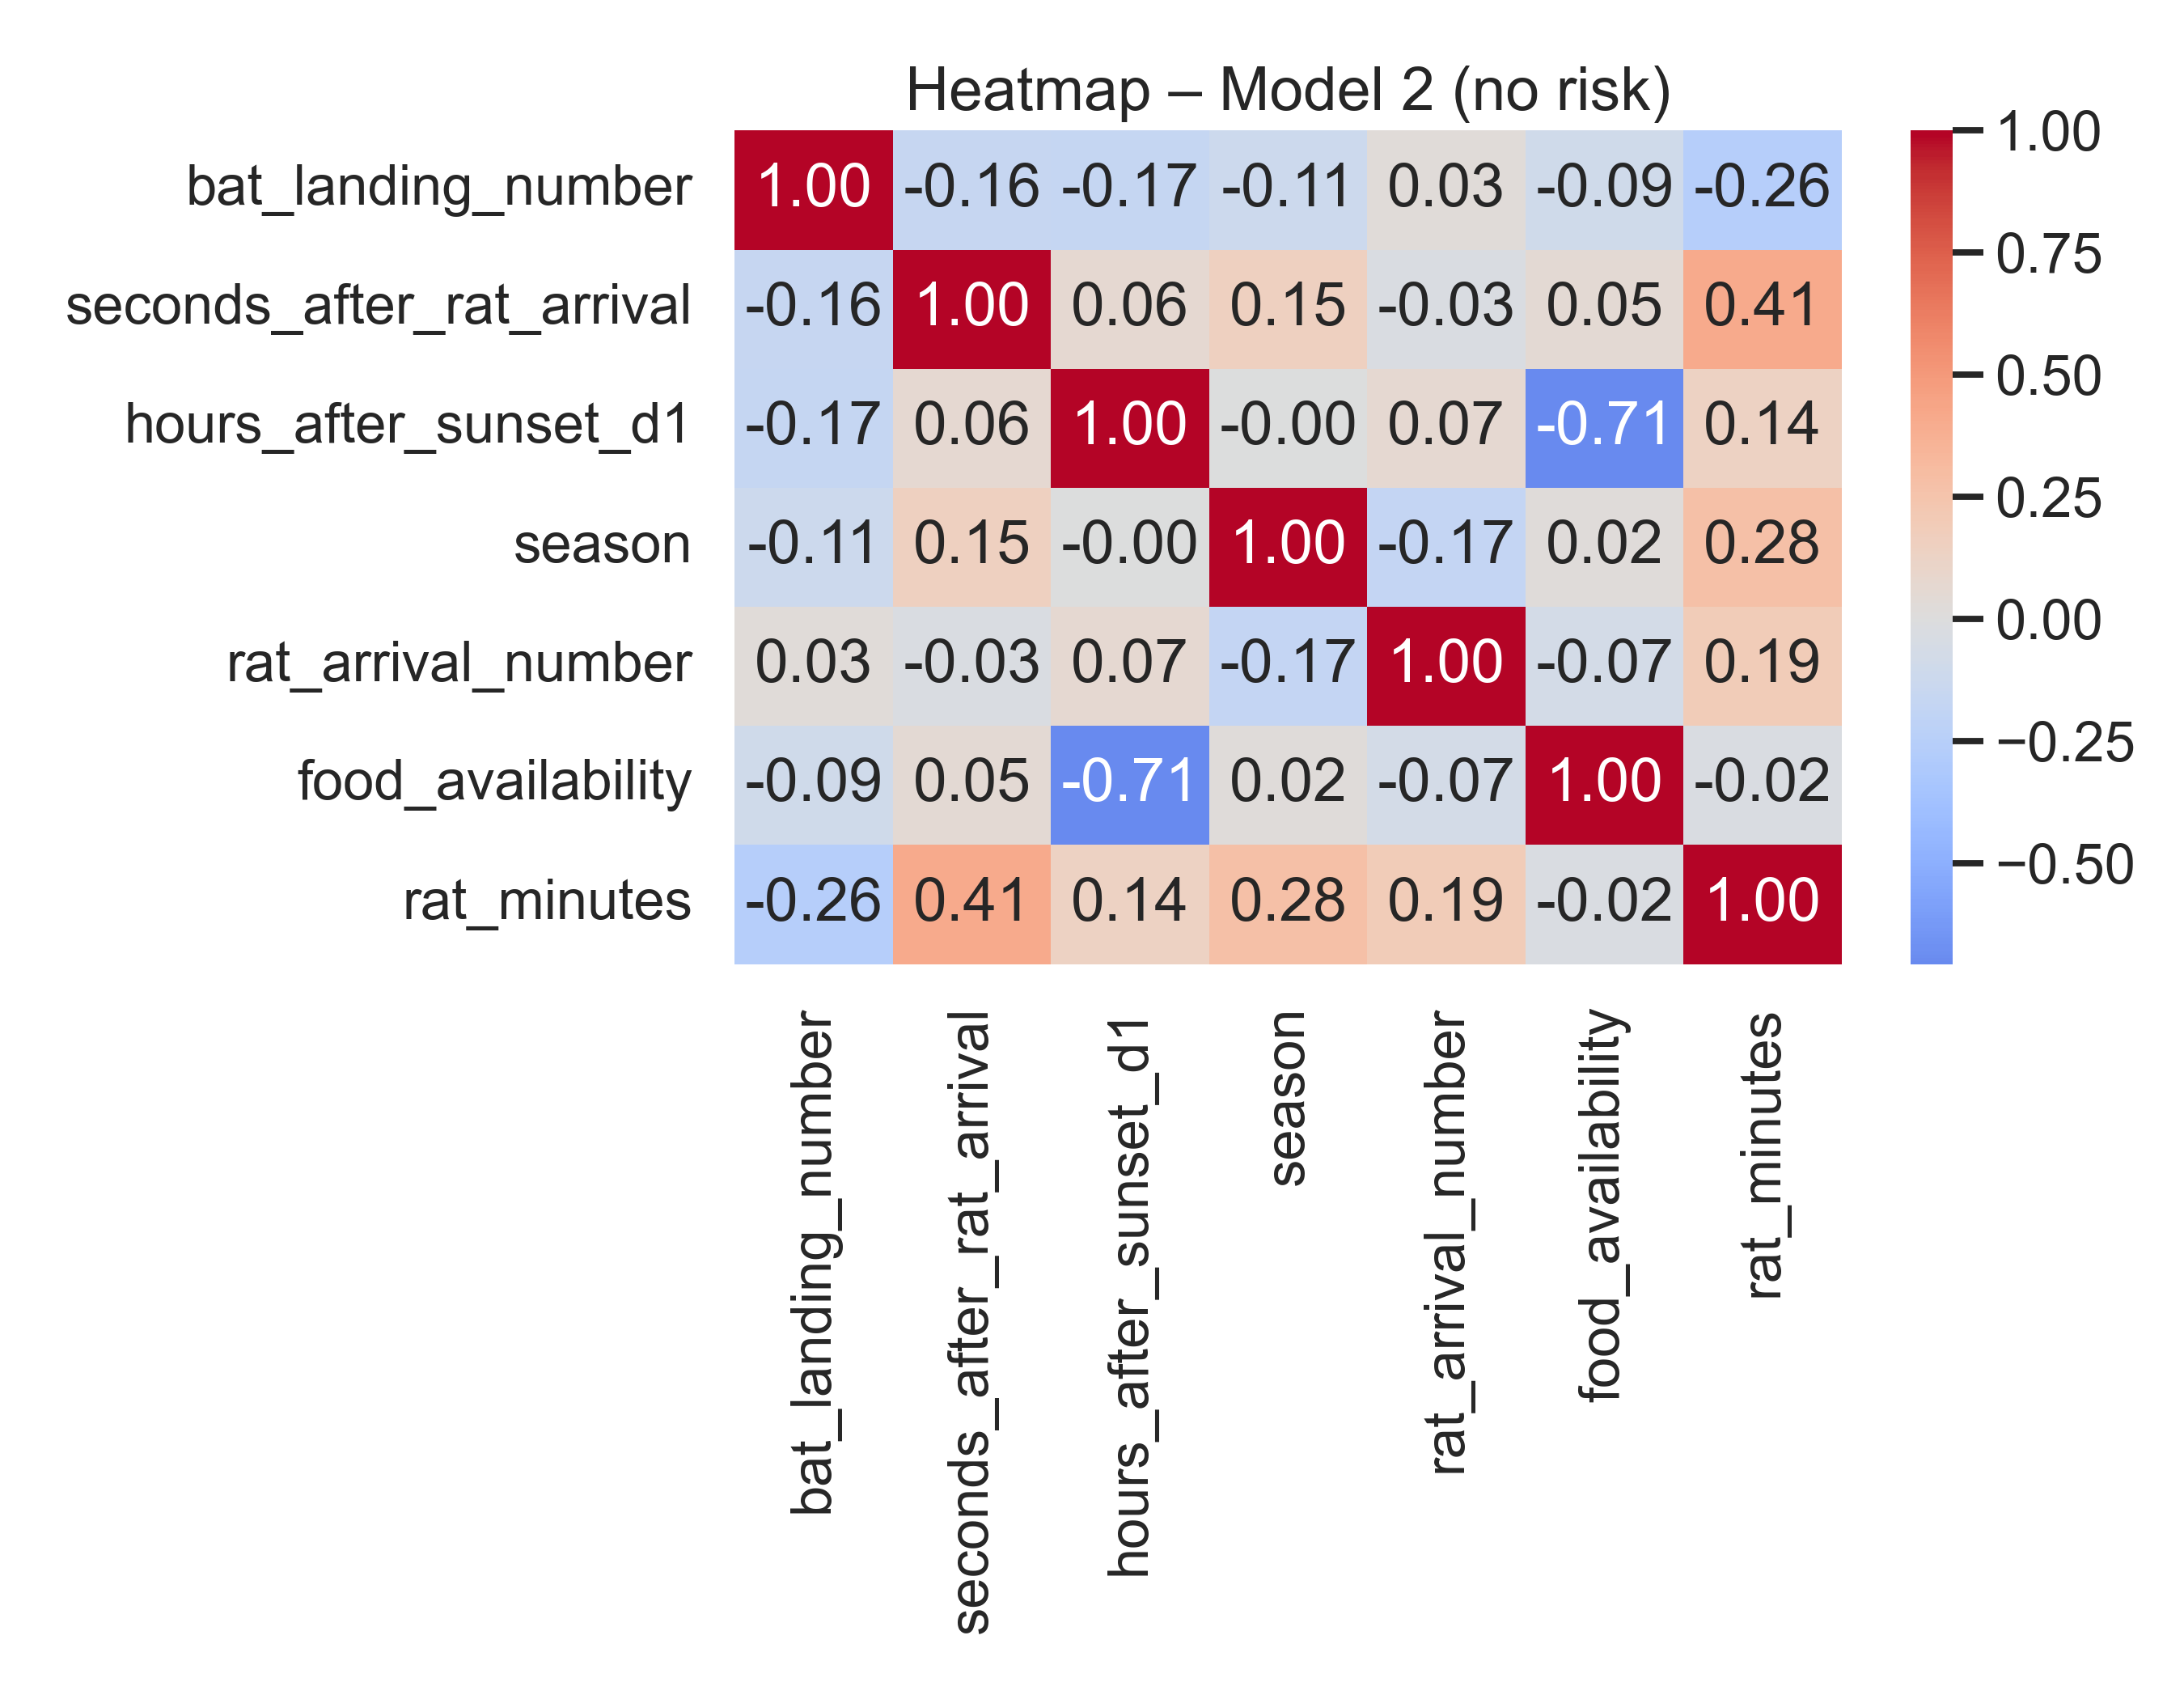 Heatmap – Model 2 (no risk)
bat_landing_number 1.00 -0.16 -0.17 -0.11 0.03 -0.09 -0.26
seconds_after_rat_arrival -0.16 1.00 0.06 0.15 -0.03 0.05 0.41
hours_after_sunset_d1 -0.17 0.06 1.00 -0.00 0.07 -0.71 0.14
season -0.11 0.15 -0.00 1.00 -0.17 0.02 0.28
rat_arrival_number 0.03 -0.03 0.07 -0.17 1.00 -0.07 0.19
food_availability -0.09 0.05 -0.71 0.02 -0.07 1.00 -0.02
rat_minutes -0.26 0.41 0.14 0.28 0.19 -0.02 1.00
bat_landing_number
seconds_after_rat_arrival
hours_after_sunset_d1
season
rat_arrival_number
food_availability
rat_minutes
1.00
0.75
0.50
0.25
0.00
−0.25
−0.50